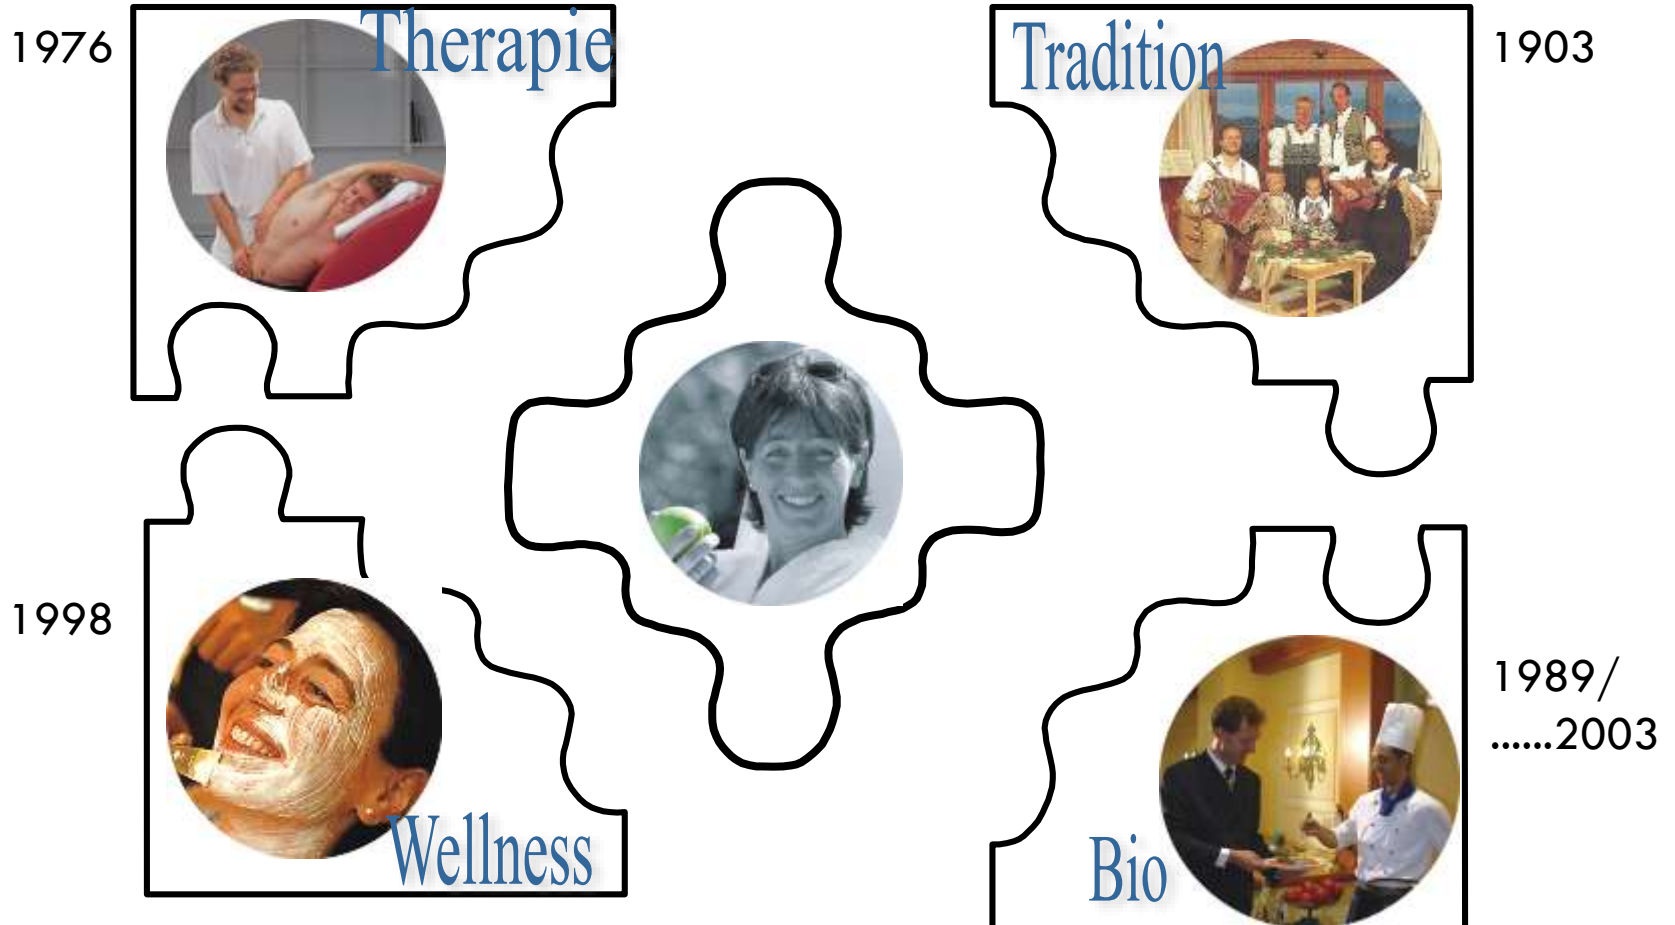 1976
Therapie
Tradition
1903
1998
Wellness
Bio
1989/
......2003